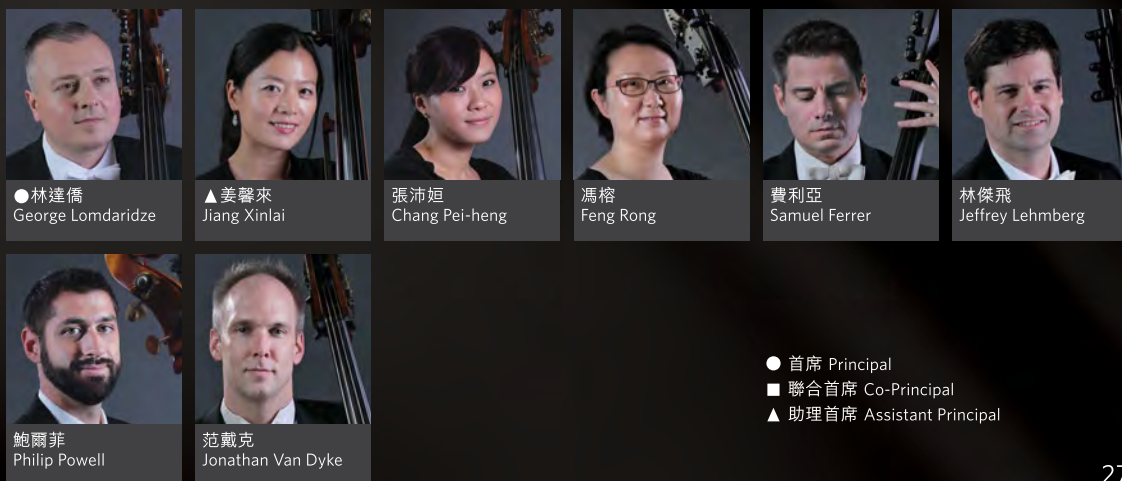 ●林達僑
George Lomdaridze
▲姜馨來
Jiang Xinlai
張沛姮
Chang Pei-heng
馮榕
Feng Rong
費利亞
Samuel Ferrer
林傑飛
Jeffrey Lehmberg
鮑爾菲
Philip Powell
范戴克
Jonathan Van Dyke
● 首席 Principal
■ 聯合首席 Co-Principal
▲ 助理首席 Assistant Principal
27